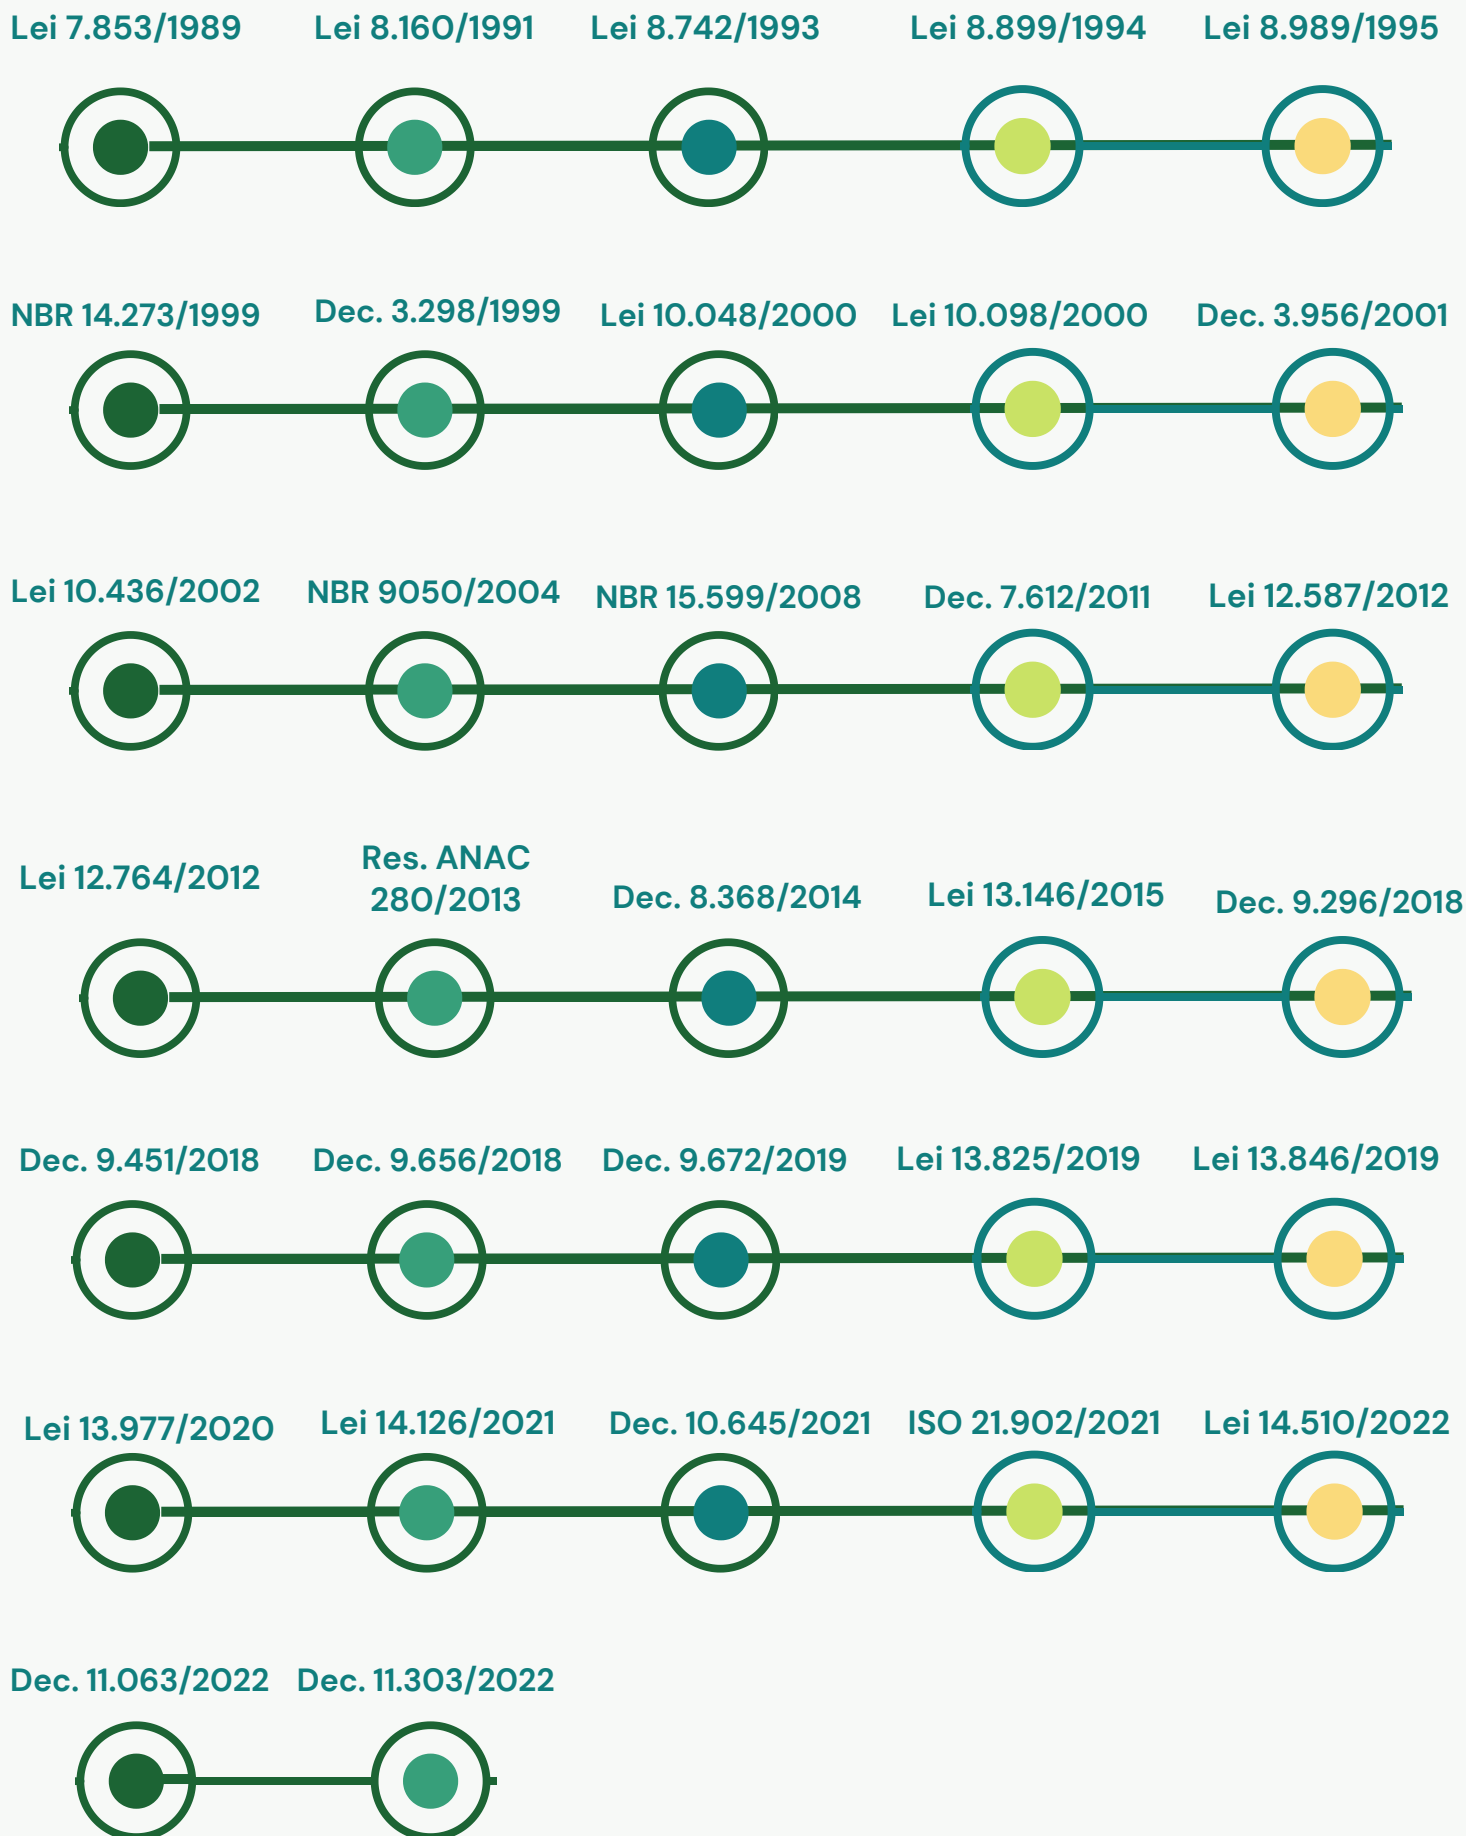 Lei 7.853/1989
Lei 8.160/1991
Lei 8.742/1993
Lei 8.899/1994
Lei 8.989/1995
NBR 14.273/1999
Dec. 3.298/1999
Lei 10.048/2000
Lei 10.098/2000
Dec. 3.956/2001
Lei 10.436/2002
NBR 9050/2004
NBR 15.599/2008
Dec. 7.612/2011
Lei 12.587/2012
Lei 12.764/2012
Res. ANAC
280/2013
Dec. 8.368/2014
Lei 13.146/2015
Dec. 9.296/2018
Dec. 9.451/2018
Dec. 9.656/2018
Dec. 9.672/2019
Lei 13.825/2019
Lei 13.846/2019
Lei 13.977/2020
Lei 14.126/2021
Dec. 10.645/2021
ISO 21.902/2021
Lei 14.510/2022
Dec. 11.063/2022
Dec. 11.303/2022